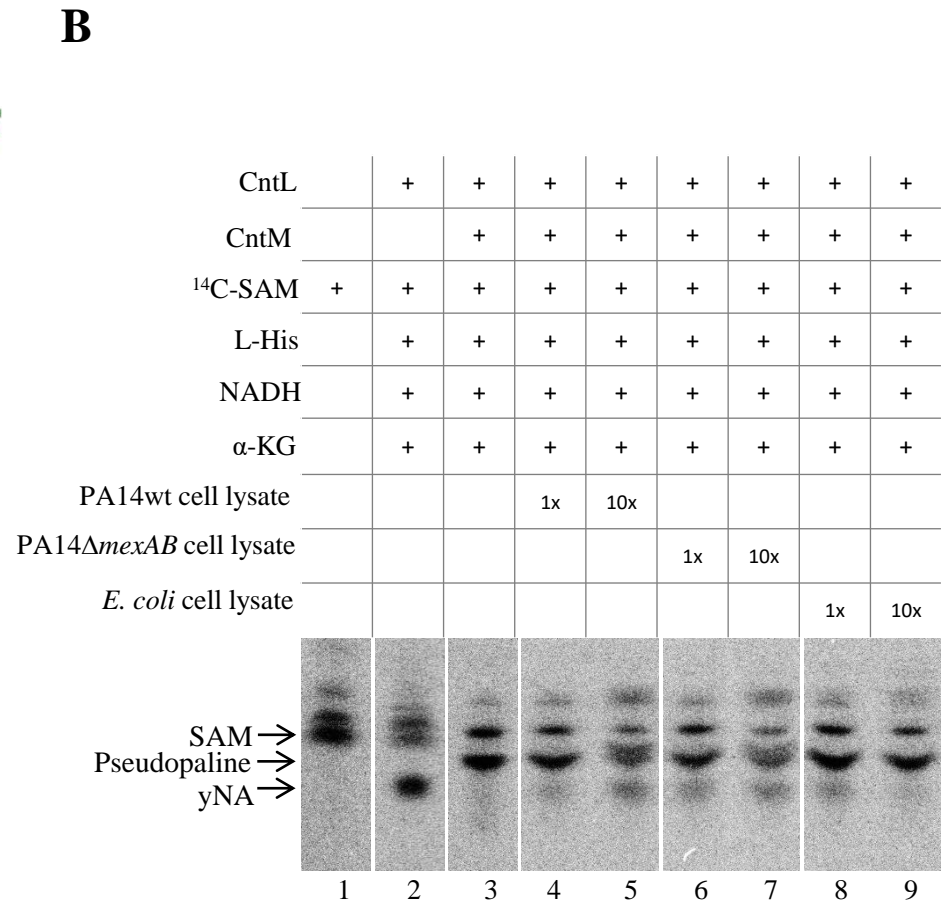 B
CntL + + + + + + + +
CntM + + + + + + +
¹⁴C-SAM + + + + + + + + +
L-His + + + + + + + +
NADH + + + + + + + +
α-KG + + + + + + + +
PA14wt cell lysate 1x 10x
PA14ΔmexAB cell lysate 1x 10x
E. coli cell lysate 1x 10x
SAM
Pseudopaline
yNA
1 2 3 4 5 6 7 8 9